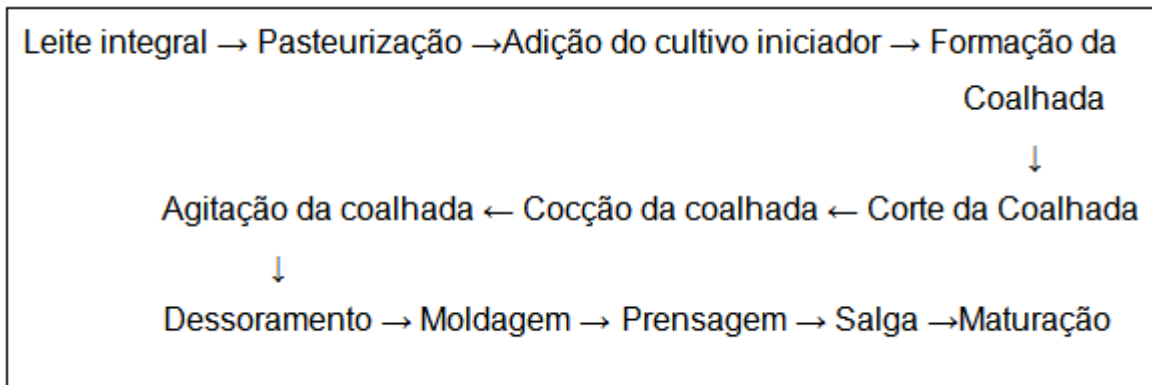 Leite integral → Pasteurização →Adição do cultivo iniciador → Formação da
Coalhada
↓
Agitação da coalhada ← Cocção da coalhada ← Corte da Coalhada
↓
Dessoramento → Moldagem → Prensagem → Salga →Maturação